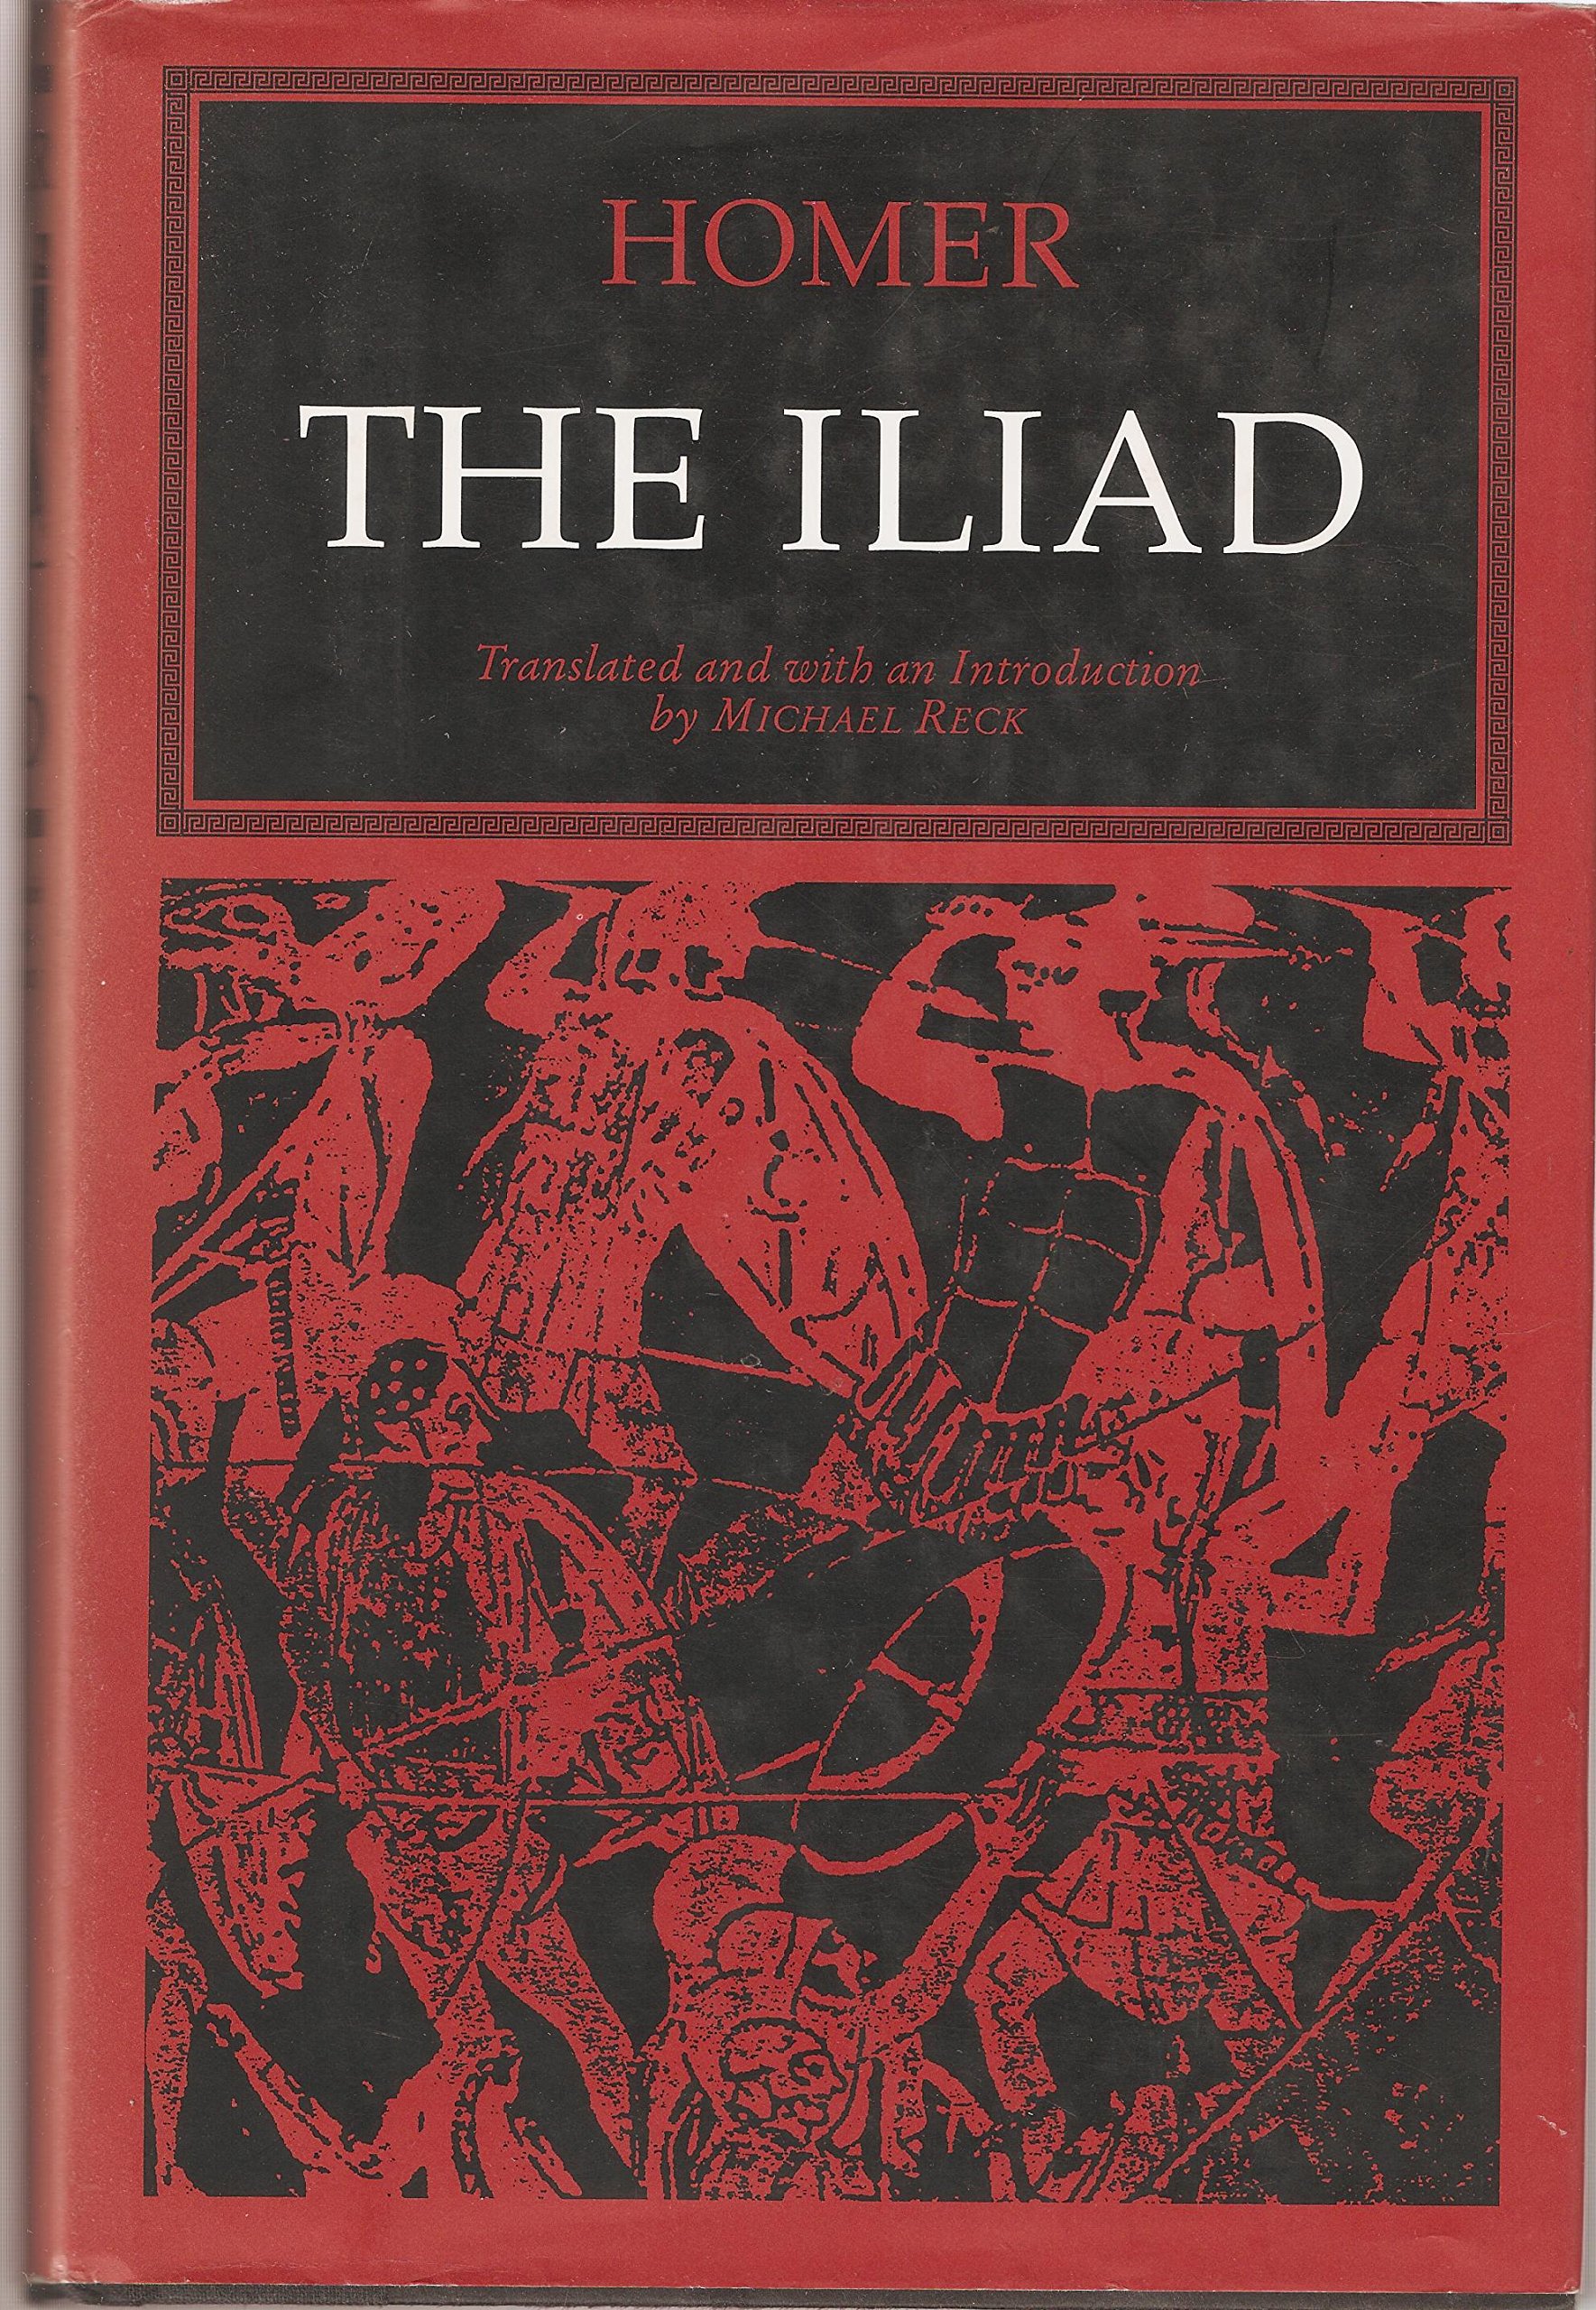 HOMER
THE ILIAD
Translated and with an Introduction
by MICHAEL RECK